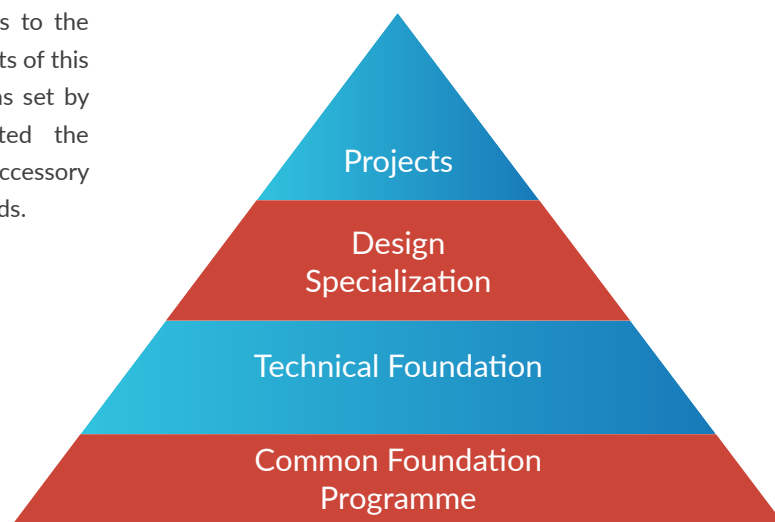 s to the
ts of this
s set by
ted the
ccessory
ds.
Projects
Design
Specialization
Technical Foundation
Common Foundation
Programme